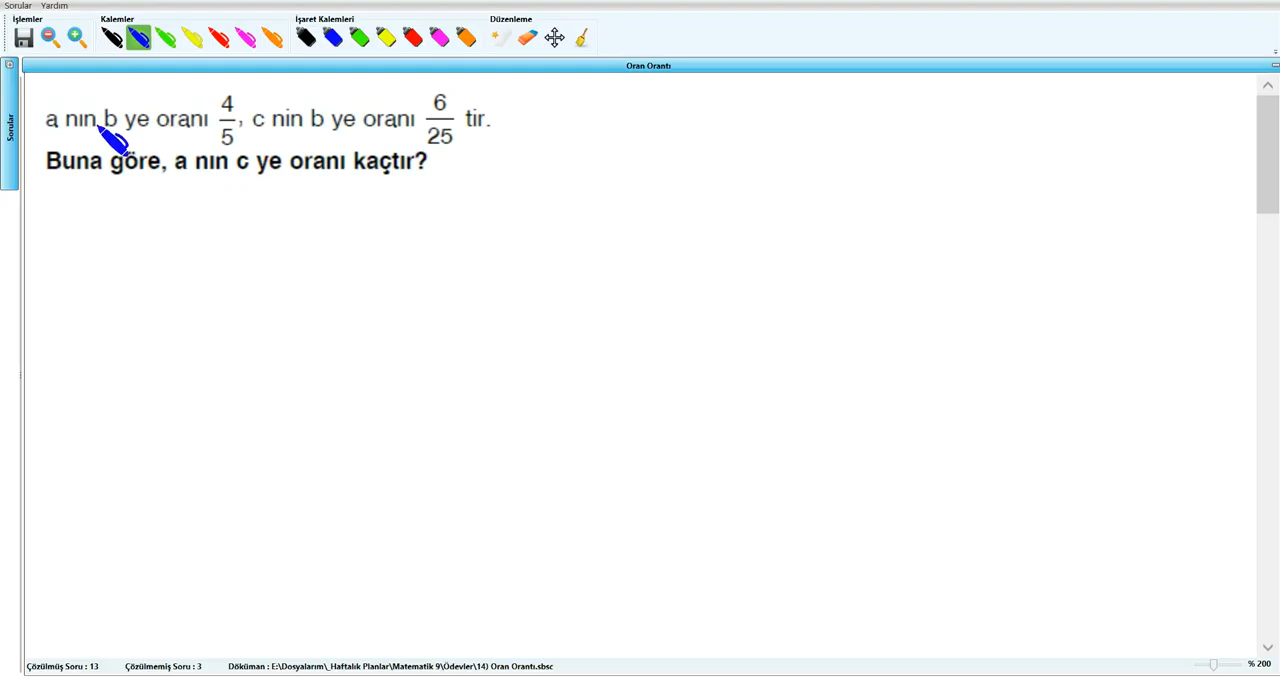 Sorular Yardım
İşlemler Kalemler İşaret Kalemleri Düzenleme
Oran Orantı
Sorular
a nın b ye oranı 4/5, c nin b ye oranı 6/25 tir.
Buna göre, a nın c ye oranı kaçtır?
Çözülmüş Soru : 13 Çözülmemiş Soru : 3 Döküman : E:\Dosyalarım\_Haftalık Planlar\Matematik 9\Ödevler\14) Oran Orantı.sbsc % 200